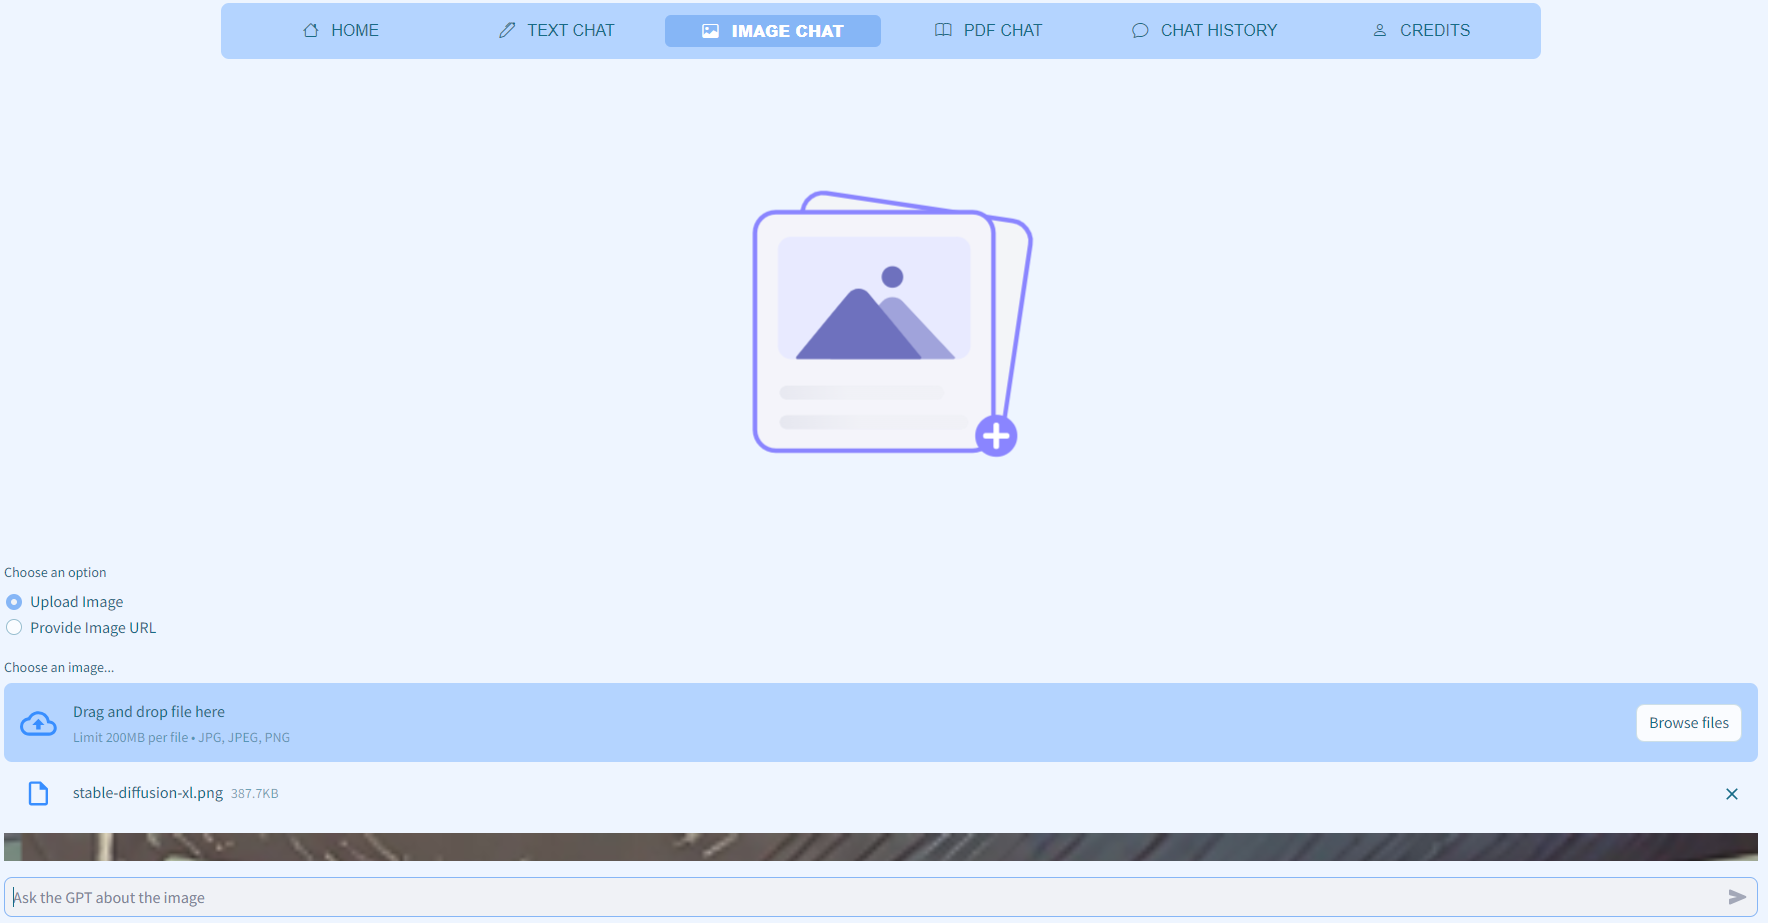 HOME
TEXT CHAT
IMAGE CHAT
PDF CHAT
CHAT HISTORY
CREDITS
Choose an option
Upload Image
Provide Image URL
Choose an image...
Drag and drop file here
Limit 200MB per file • JPG, JPEG, PNG
Browse files
stable-diffusion-xl.png 387.7KB
Ask the GPT about the image